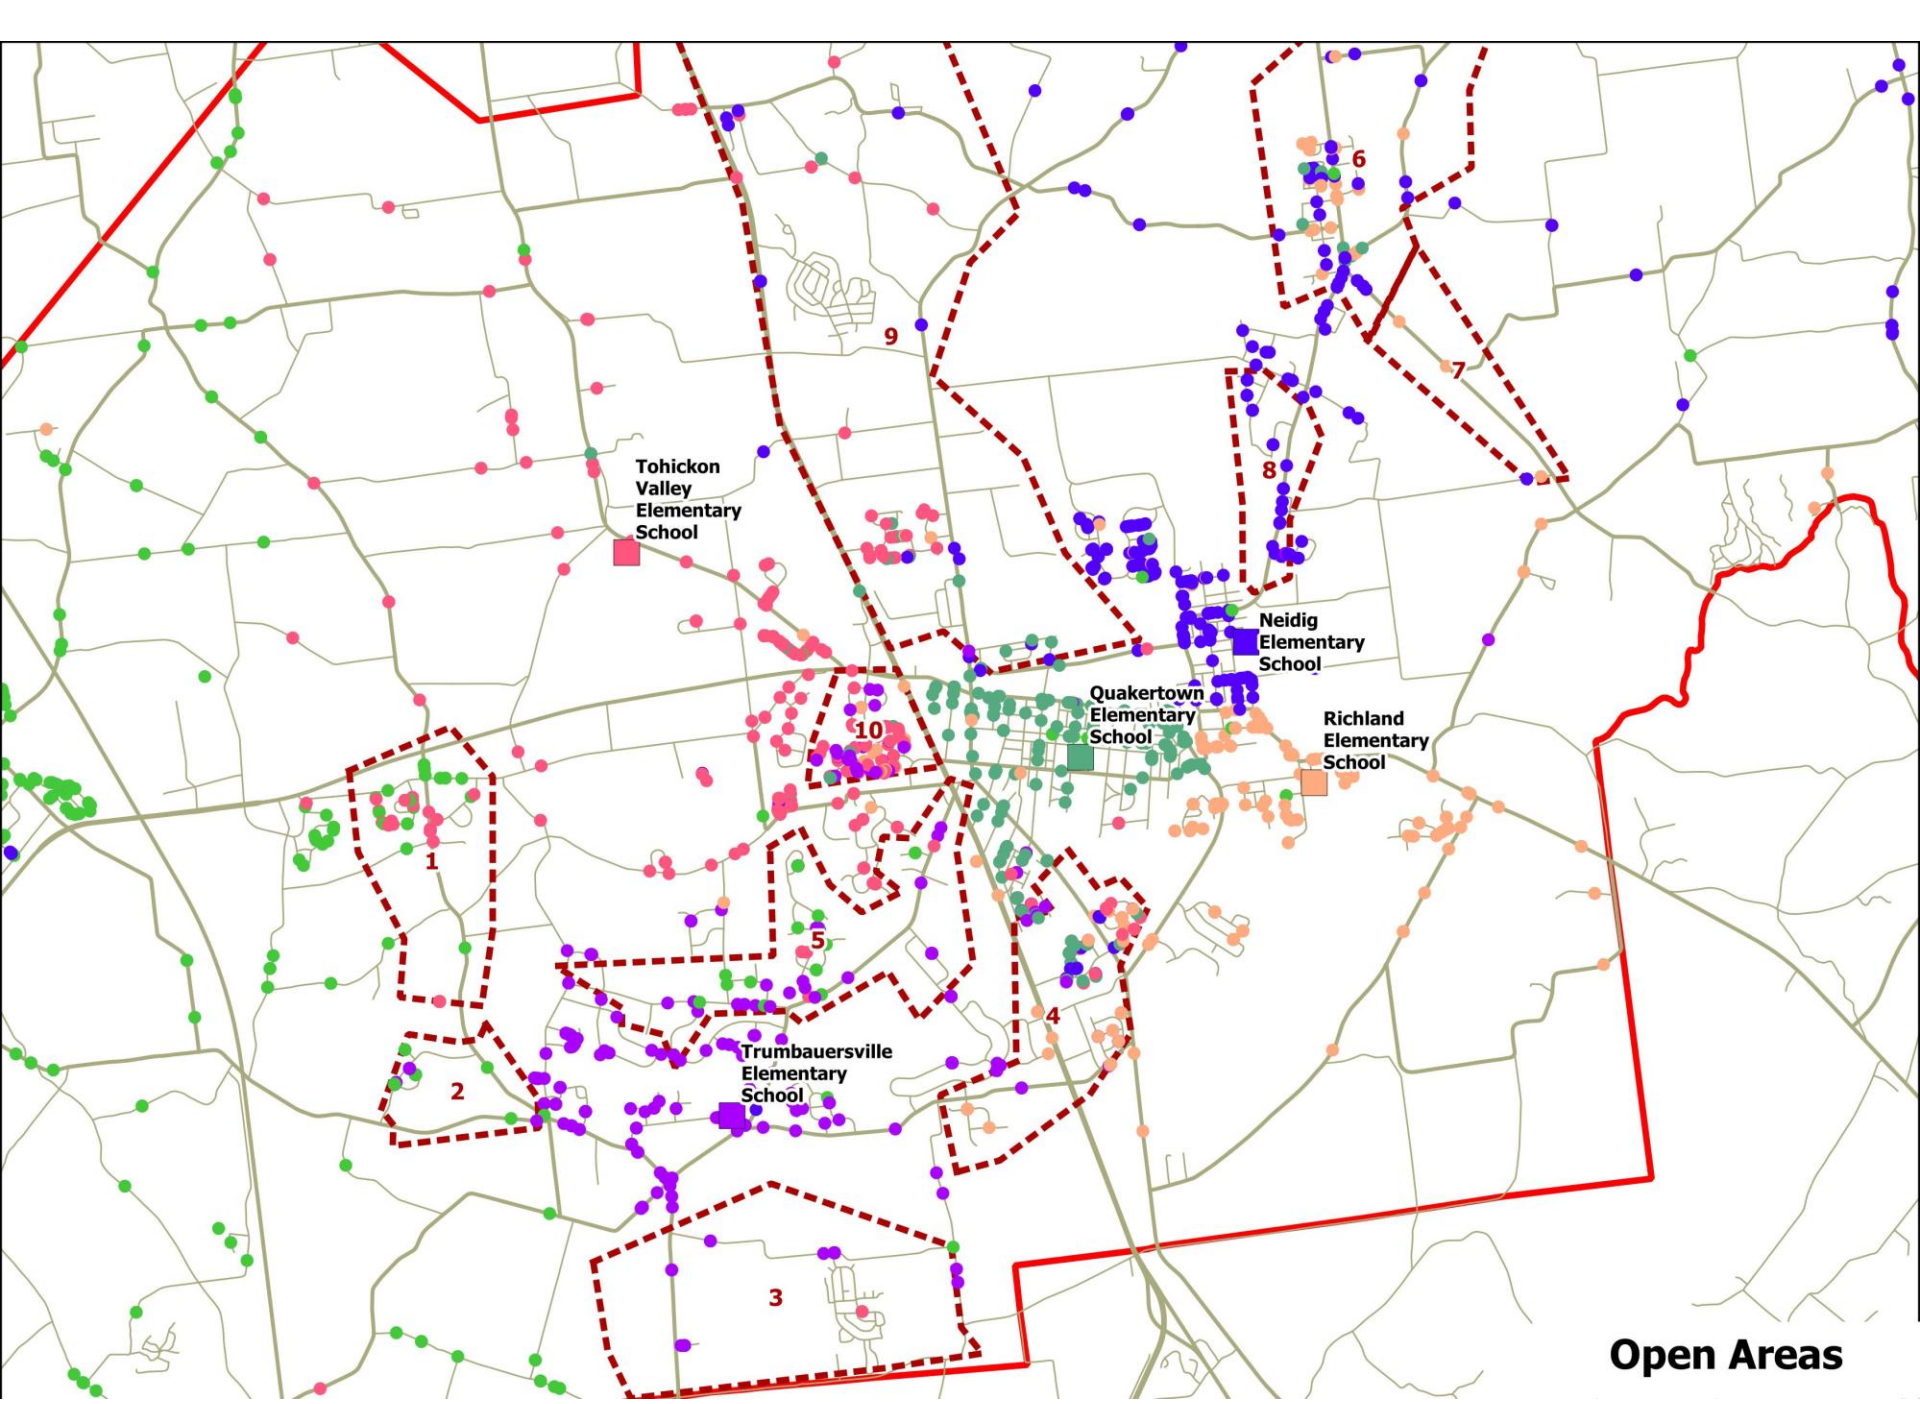 6
9
7
Tohickon
Valley
Elementary
School
8
Neidig
Elementary
School
Quakertown
Elementary
School
Richland
Elementary
School
10
1
5
4
2
Trumbauersville
Elementary
School
3
Open Areas